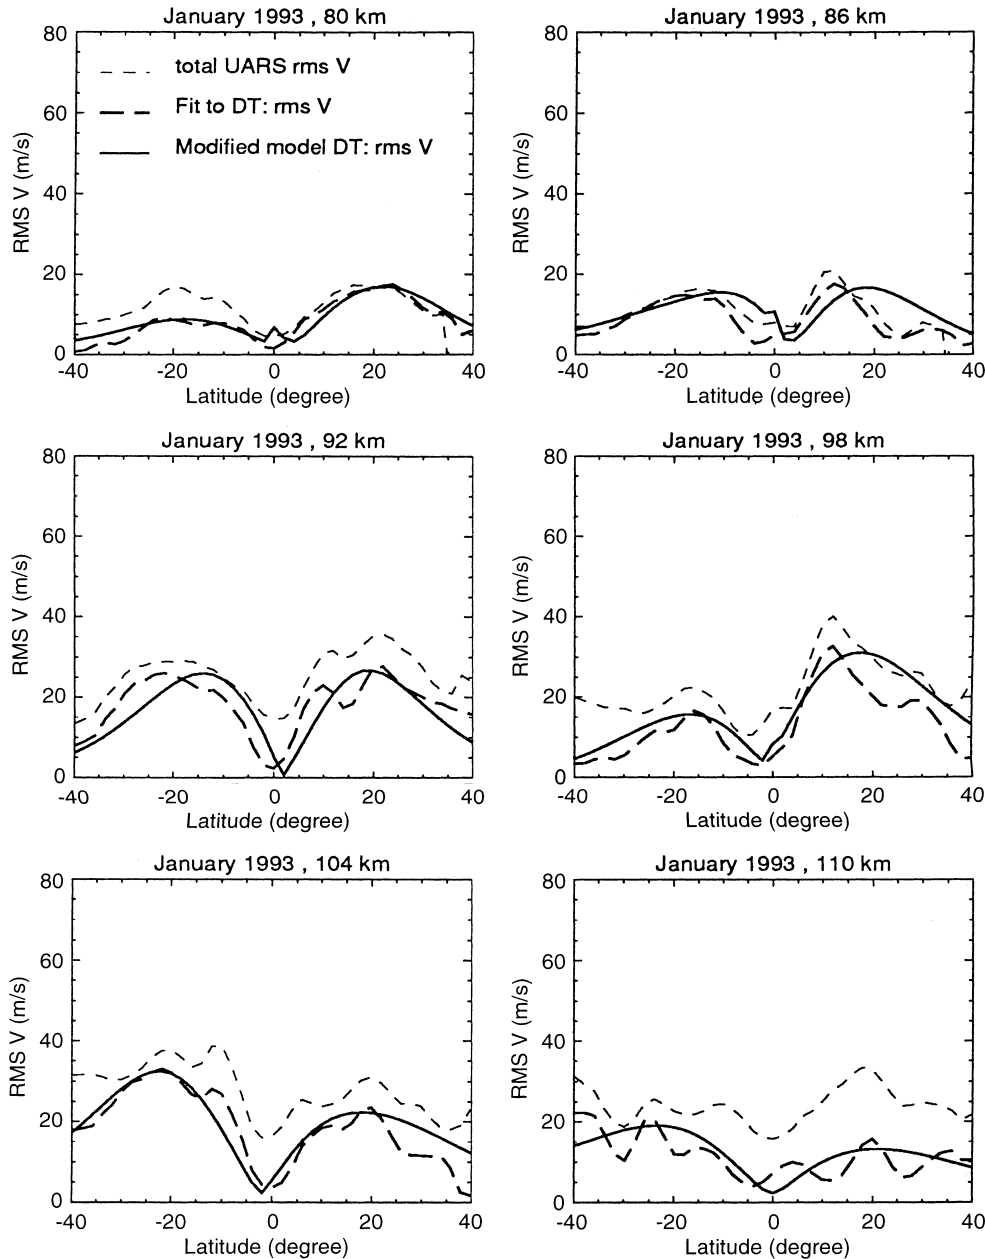 January 1993 , 80 km
80
60
40
20
0
RMS V (m/s)
total UARS rms V
Fit to DT: rms V
Modified model DT: rms V
-40 -20 0 20 40
Latitude (degree)
January 1993 , 86 km
80
60
40
20
0
RMS V (m/s)
-40 -20 0 20 40
Latitude (degree)
January 1993 , 92 km
80
60
40
20
0
RMS V (m/s)
-40 -20 0 20 40
Latitude (degree)
January 1993 , 98 km
80
60
40
20
0
RMS V (m/s)
-40 -20 0 20 40
Latitude (degree)
January 1993 , 104 km
80
60
40
20
0
RMS V (m/s)
-40 -20 0 20 40
Latitude (degree)
January 1993 , 110 km
80
60
40
20
0
RMS V (m/s)
-40 -20 0 20 40
Latitude (degree)